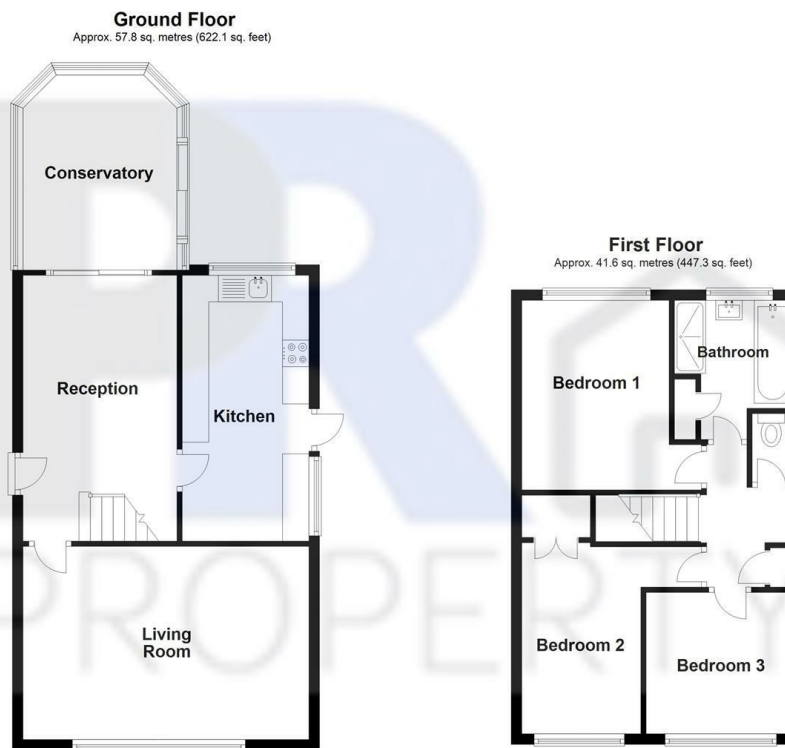 Ground Floor
Approx. 57.8 sq. metres (622.1 sq. feet)
Conservatory
Reception
Kitchen
Living
Room
First Floor
Approx. 41.6 sq. metres (447.3 sq. feet)
Bedroom 1
Bathroom
Bedroom 2
Bedroom 3
PR
PROPERTY